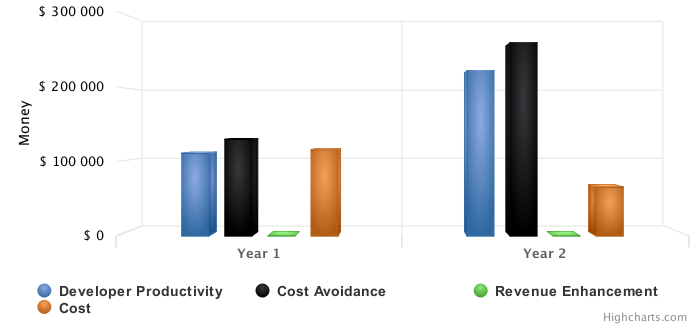 $ 300 000
$ 200 000
$ 100 000
$ 0
Money
Year 1
Year 2
Developer Productivity
Cost Avoidance
Revenue Enhancement
Cost
Highcharts.com